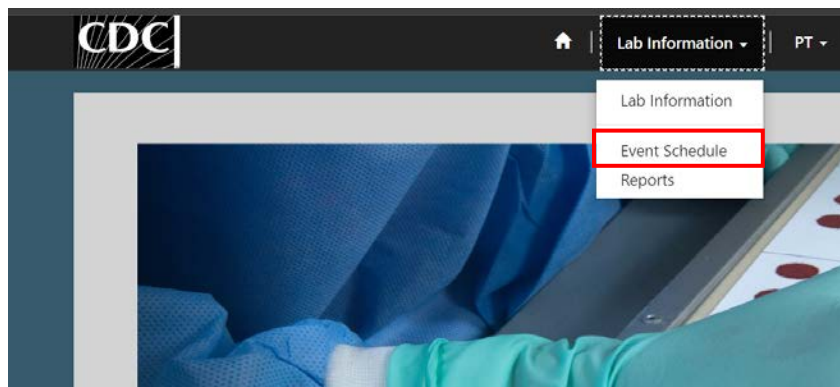 CDC
Lab Information
PT
Lab Information
Event Schedule
Reports